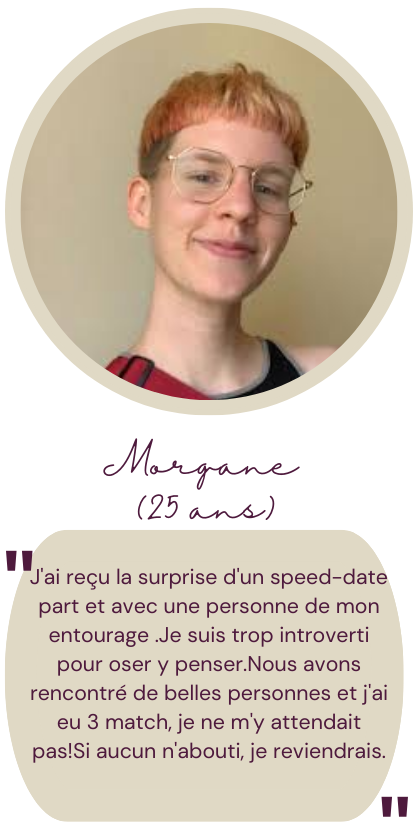 Morgane
(25 ans)
"J'ai reçu la surprise d'un speed-date
part et avec une personne de mon
entourage .Je suis trop introverti
pour oser y penser.Nous avons
rencontré de belles personnes et j'ai
eu 3 match, je ne m'y attendait
pas!Si aucun n'abouti, je reviendrais.
"